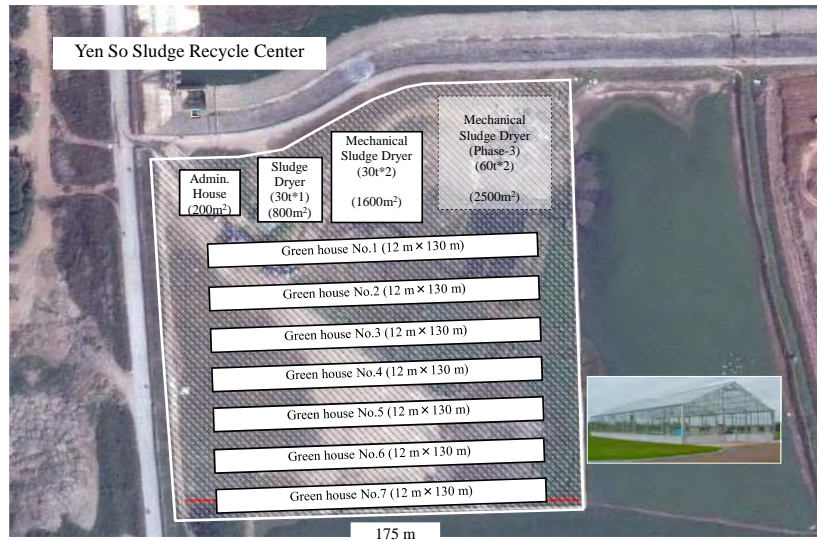 Yen So Sludge Recycle Center
Admin.
House
(200m²)
Sludge
Dryer
(30t*1)
(800m²)
Mechanical
Sludge Dryer
(30t*2)
(1600m²)
Mechanical
Sludge Dryer
(Phase-3)
(60t*2)
(2500m²)
Green house No.1 (12 m × 130 m)
Green house No.2 (12 m × 130 m)
Green house No.3 (12 m × 130 m)
Green house No.4 (12 m × 130 m)
Green house No.5 (12 m × 130 m)
Green house No.6 (12 m × 130 m)
Green house No.7 (12 m × 130 m)
175 m